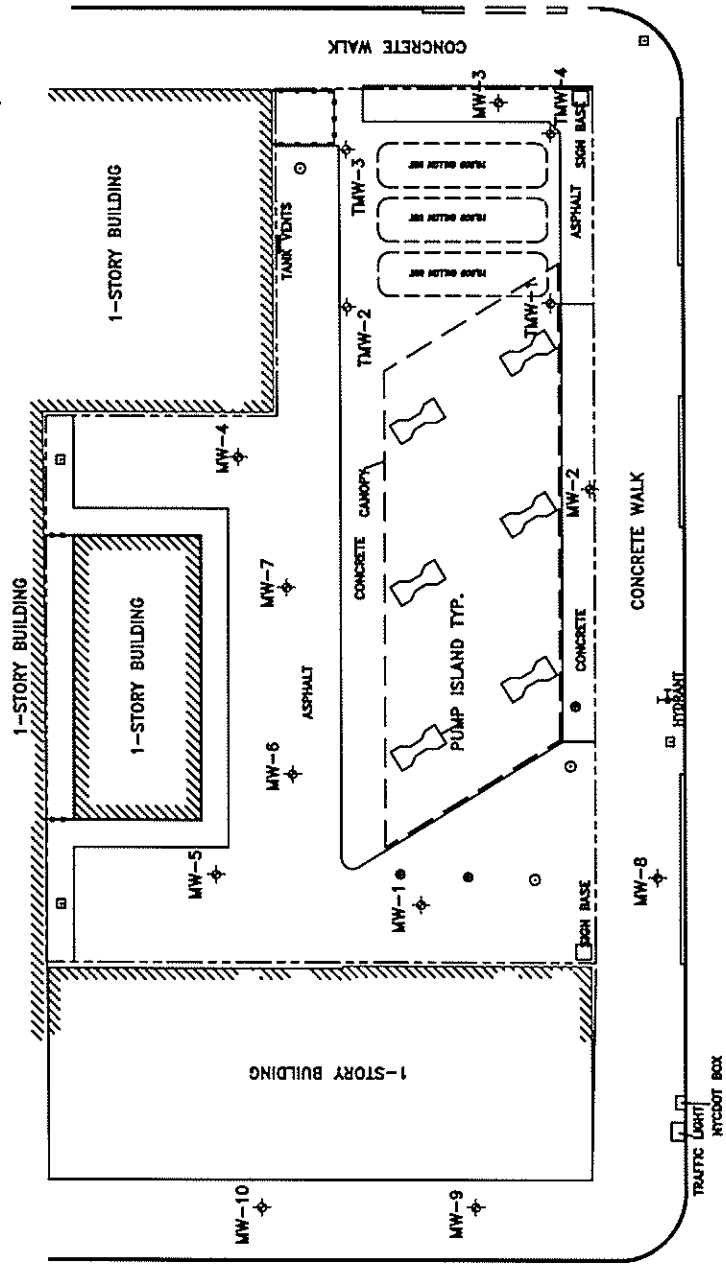 CONCRETE WALK
1-STORY BUILDING
1-STORY BUILDING
1-STORY BUILDING
TANK VENTS
MW-3
TMW-4
SIGN BASE
ASPHALT
TMW-3
TMW-2
TMW-1
MW-4
CONCRETE CANOPY
MW-2
MW-7
ASPHALT
PUMP ISLAND TYP.
CONCRETE
CONCRETE WALK
MW-6
HYDRANT
MW-5
MW-1
SIGN BASE
MW-8
1-STORY BUILDING
MW-10
MW-9
TRAFFIC LIGHT
NYCDOT BOX